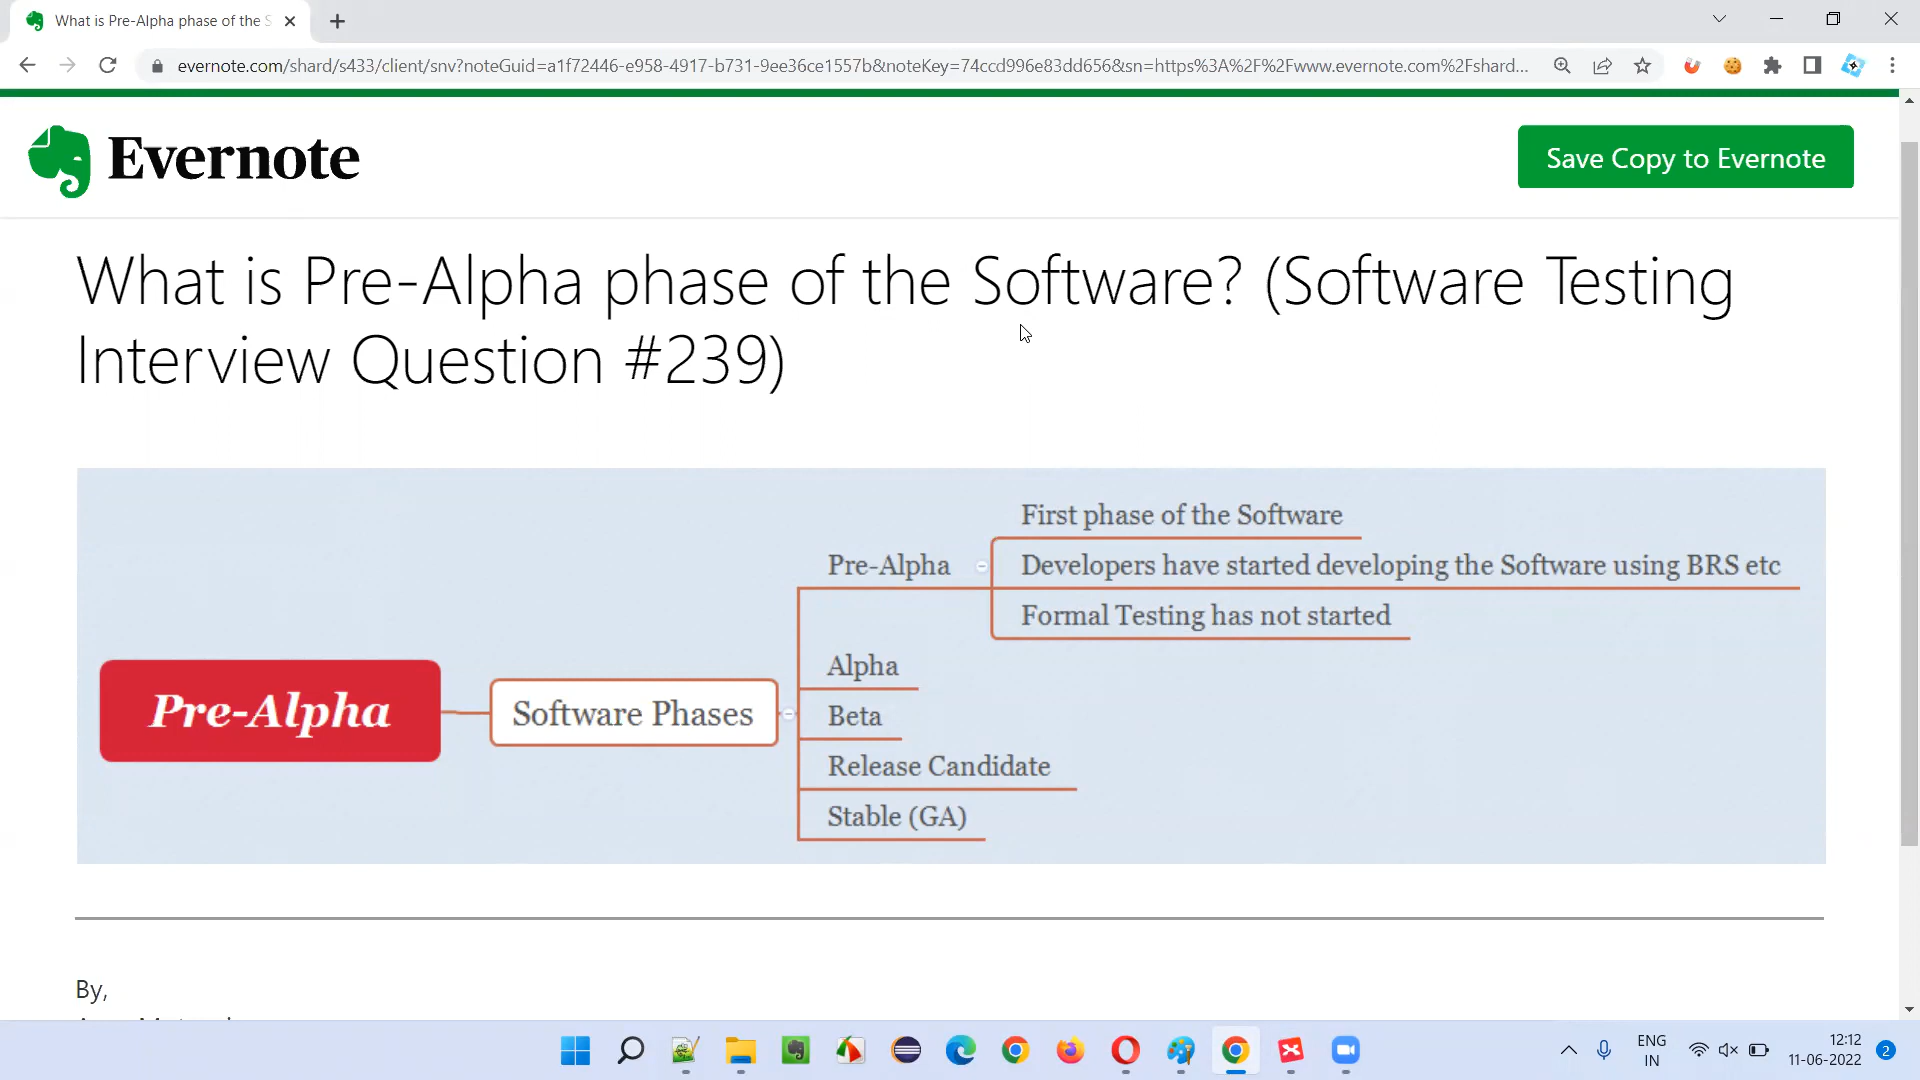 What is Pre-Alpha phase of the S
evernote.com/shard/s433/client/snv?noteGuid=a1f72446-e958-4917-b731-9ee36ce1557b&noteKey=74ccd996e83dd656&sn=https%3A%2F%2Fwww.evernote.com%2Fshard...
Evernote
Save Copy to Evernote
What is Pre-Alpha phase of the Software? (Software Testing
Interview Question #239)
First phase of the Software
Pre-Alpha
Developers have started developing the Software using BRS etc
Formal Testing has not started
Alpha
Pre-Alpha
Software Phases
Beta
Release Candidate
Stable (GA)
By,
ENG
IN
12:12
11-06-2022
2